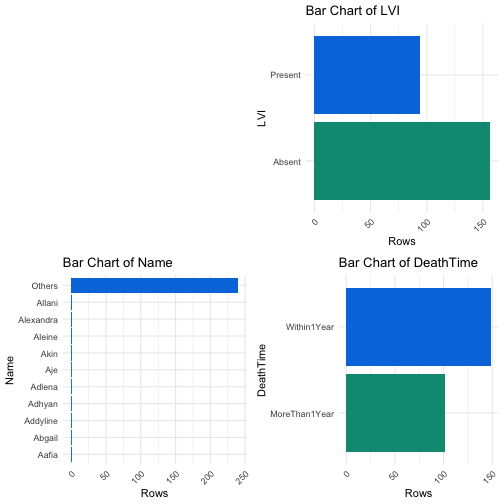 Bar Chart of LVI
Present
Absent
LVI
0
50
100
150
Rows
Bar Chart of Name
Others
Allani
Alexandra
Aleine
Akin
Aje
Adlena
Adhyan
Addyline
Abgail
Aafia
Name
0
50
100
150
200
250
Rows
Bar Chart of DeathTime
Within1Year
MoreThan1Year
DeathTime
0
50
100
150
Rows